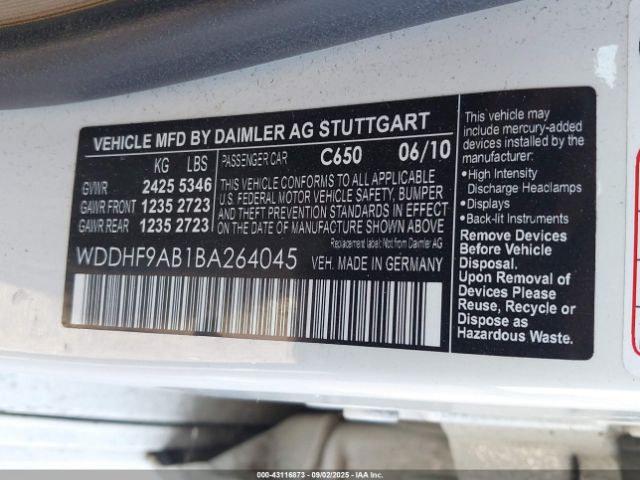 VEHICLE MFD BY DAIMLER AG STUTTGART
KG LBS PASSENGER CAR C650 06/10
GVWR 2425 5346
GAWR FRONT 1235 2723
GAWR REAR 1235 2723
THIS VEHICLE CONFORMS TO ALL APPLICABLE
U.S. FEDERAL MOTOR VEHICLE SAFETY, BUMPER
AND THEFT PREVENTION STANDARDS IN EFFECT
ON THE DATE OF MANUFACTURE SHOWN ABOVE.
Replacement label: Not from Daimler AG
WDDHF9AB1BA264045 VEH. MADE IN GERMANY
This vehicle may
include mercury-added
devices installed by the
manufacturer:
• High Intensity
Discharge Headlamps
• Displays
• Back-lit Instruments
Remove Devices
Before Vehicle
Disposal.
Upon Removal of
Devices Please
Reuse, Recycle or
Dispose as
Hazardous Waste.
000-43116873 | 09/02/2025 | IAA Inc.